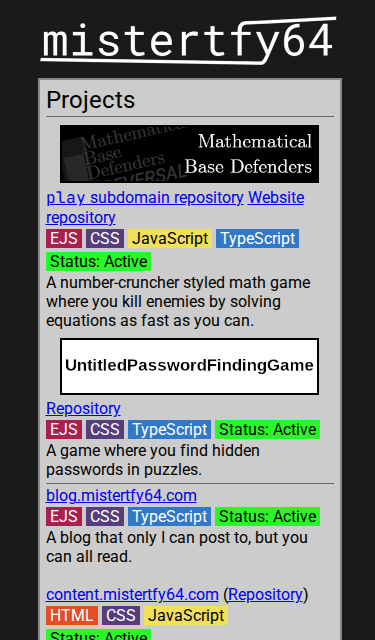 mistertfy64
Projects
Mathematical
Base
Defenders
REVERSAL
Mathematical
Base Defenders
play subdomain repository Website
repository
EJS CSS JavaScript TypeScript
Status: Active
A number-cruncher styled math game
where you kill enemies by solving
equations as fast as you can.
UntitledPasswordFindingGame
Repository
EJS CSS TypeScript Status: Active
A game where you find hidden
passwords in puzzles.
blog.mistertfy64.com
EJS CSS TypeScript Status: Active
A blog that only I can post to, but you
can all read.
content.mistertfy64.com (Repository)
HTML CSS JavaScript
Status: Active